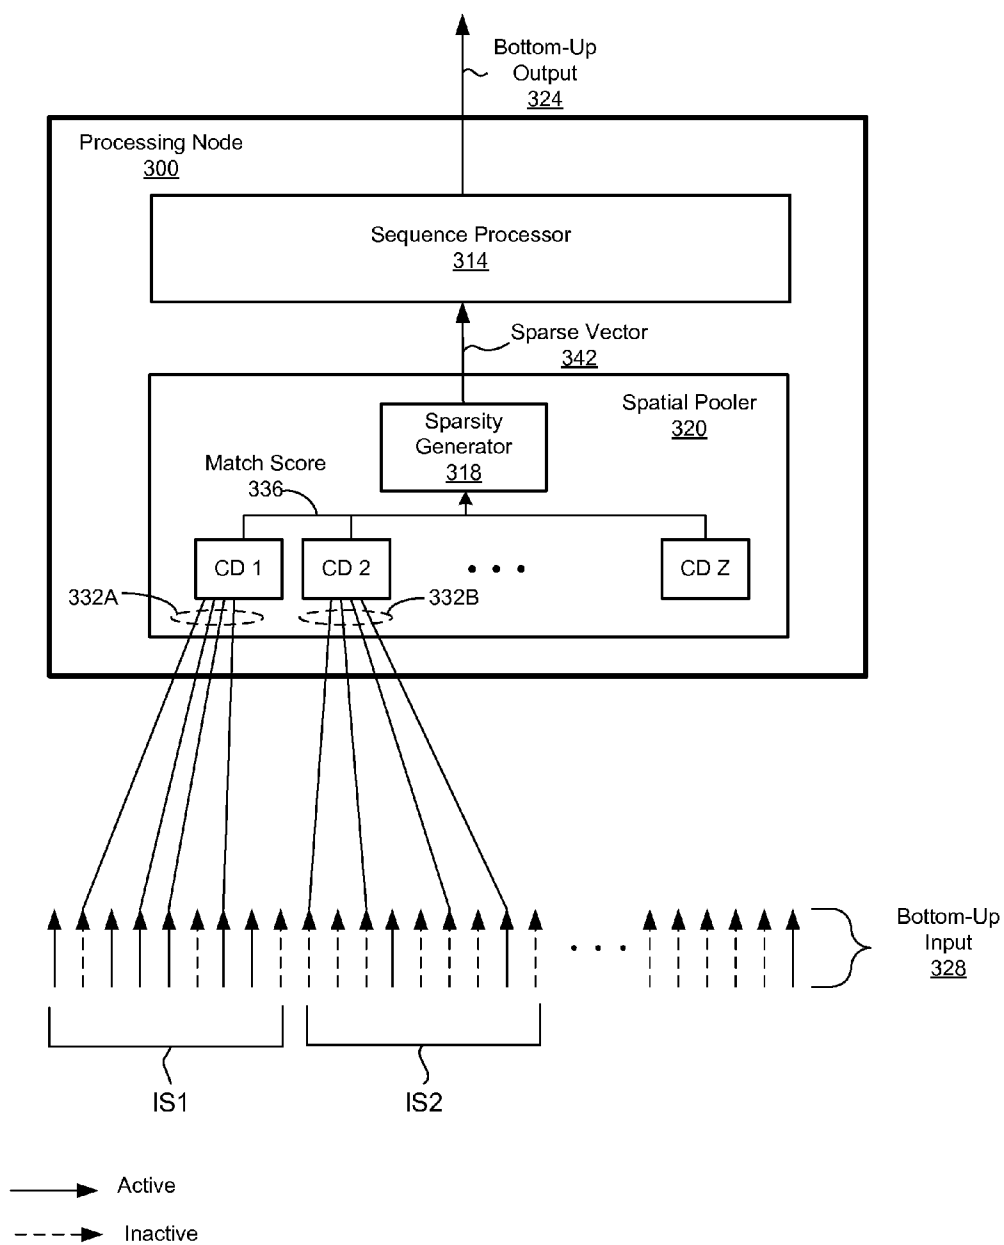 Bottom-Up
Output
324
Processing Node
300
Sequence Processor
314
Sparse Vector
342
Spatial Pooler
320
Sparsity
Generator
318
Match Score
336
CD 1
CD 2
CD Z
332A
332B
Bottom-Up
Input
328
IS1
IS2
Active
Inactive